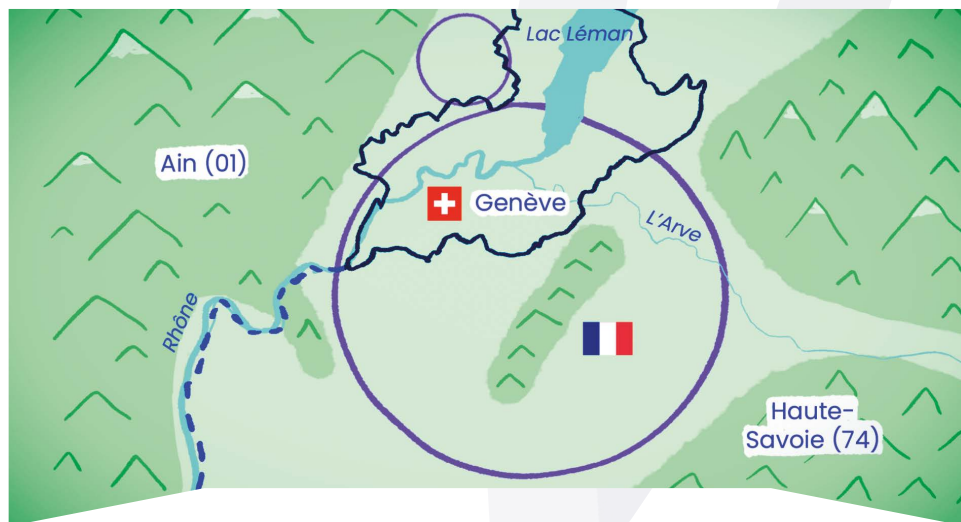 Lac Léman
Ain (01)
Genève
L'Arve
Rhône
Haute-
Savoie (74)